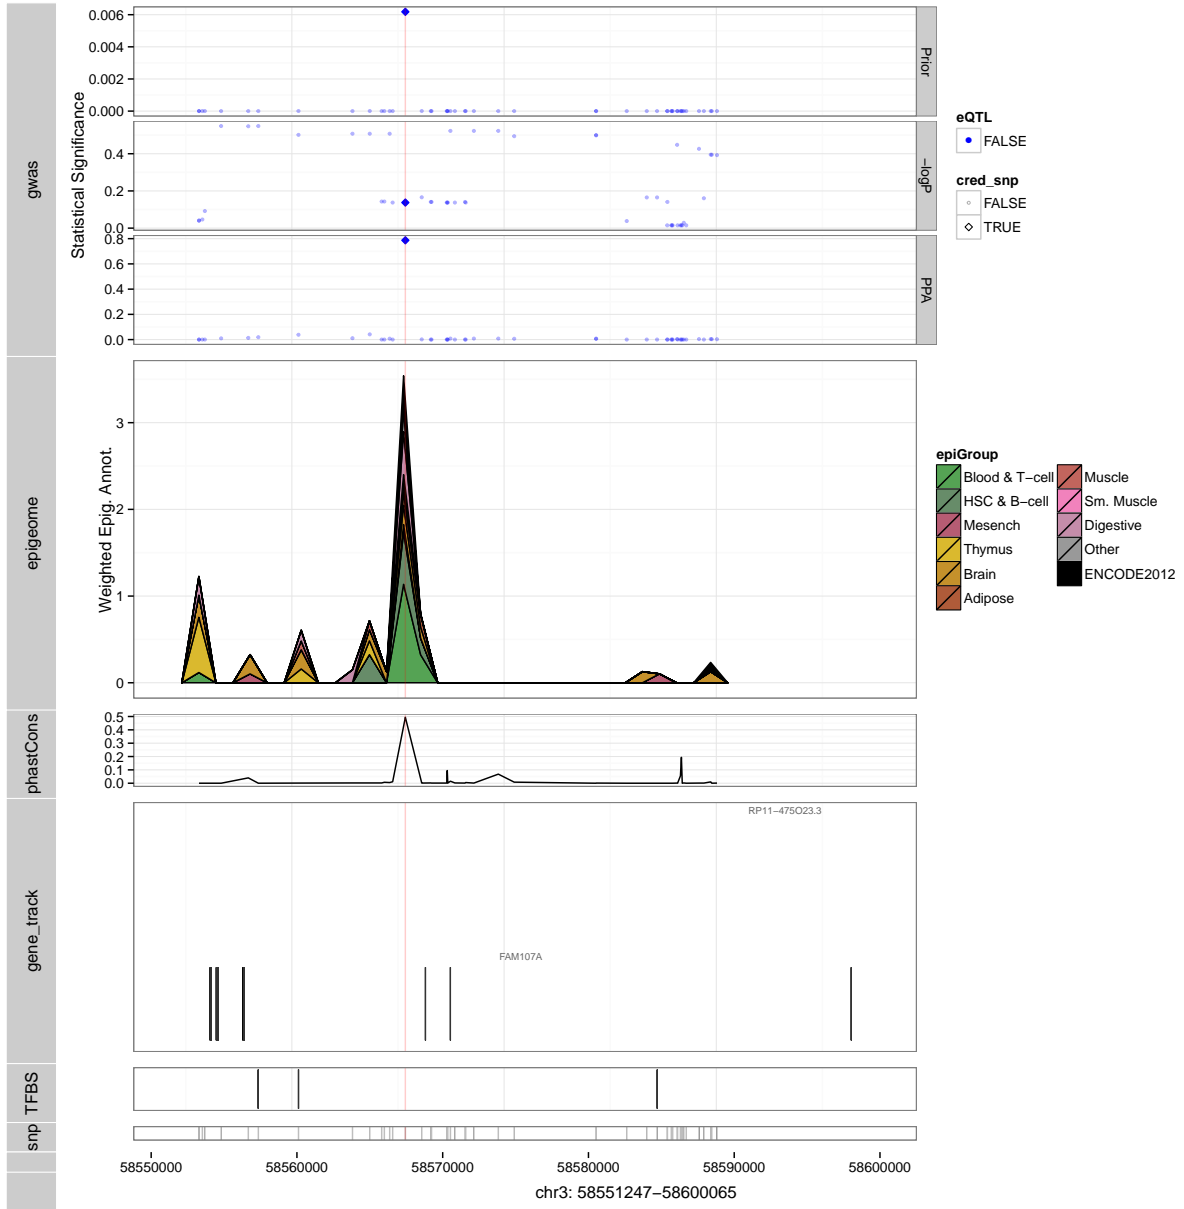 gwas
Statistical Significance
0.006
0.004
0.002
0.000
Prior
0.4
0.2
0.0
−logP
0.8
0.6
0.4
0.2
0.0
PPA
eQTL
FALSE
cred_snp
FALSE
TRUE
epigeome
Weighted Epig. Annot.
3
2
1
0
epiGroup
Blood & T−cell
HSC & B−cell
Mesench
Thymus
Brain
Adipose
Muscle
Sm. Muscle
Digestive
Other
ENCODE2012
phastCons
0.5
0.4
0.3
0.2
0.1
0.0
gene_track
RP11−475O23.3
FAM107A
TFBS
snp
58550000 58560000 58570000 58580000 58590000 58600000
chr3: 58551247−58600065